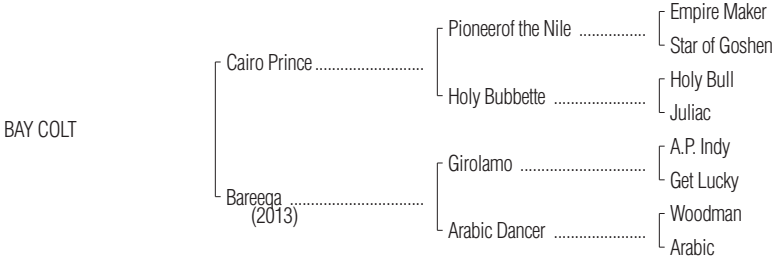 Empire Maker
Pioneerof the Nile ................
Star of Goshen
Cairo Prince ..........................
Holy Bull
Holy Bubbette ......................
Juliac
BAY COLT
A.P. Indy
Girolamo ..............................
Get Lucky
Bareeqa ................................
(2013)
Woodman
Arabic Dancer ......................
Arabic